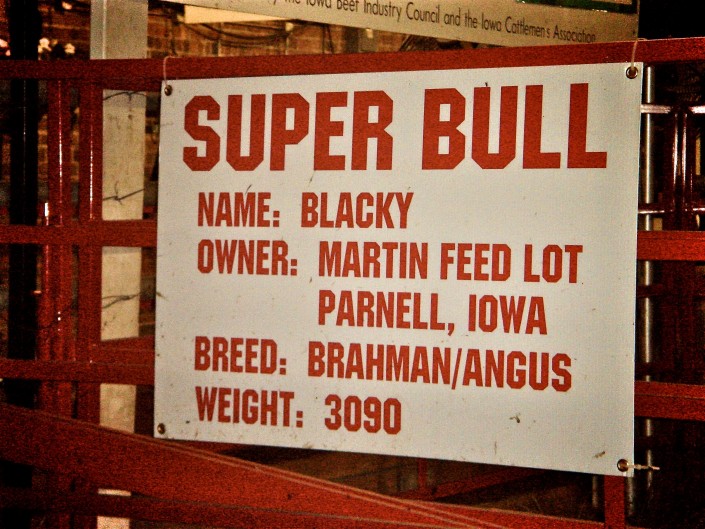 the Iowa Beef Industry Council and the Iowa Cattlemen's Association
SUPER BULL
NAME: BLACKY
OWNER: MARTIN FEED LOT
PARNELL, IOWA
BREED: BRAHMAN/ANGUS
WEIGHT: 3090